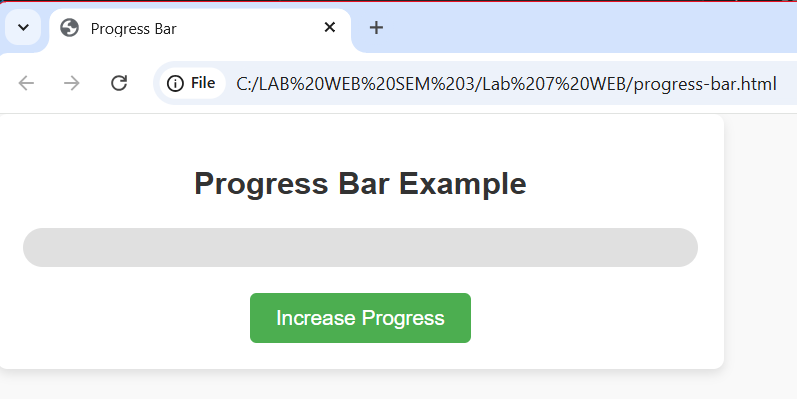 Progress Bar
File C:/LAB%20WEB%20SEM%203/Lab%207%20WEB/progress-bar.html
Progress Bar Example
Increase Progress